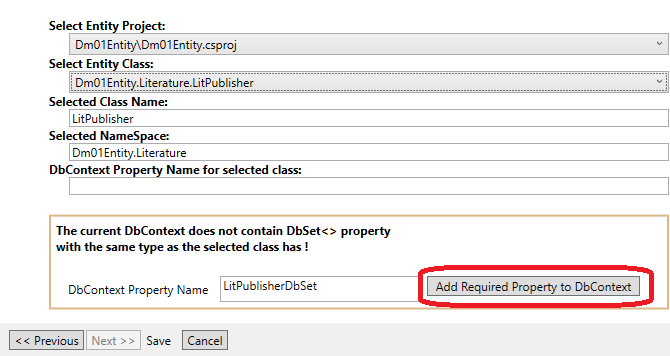 Select Entity Project:
Dm01Entity\Dm01Entity.csproj
Select Entity Class:
Dm01Entity.Literature.LitPublisher
Selected Class Name:
LitPublisher
Selected NameSpace:
Dm01Entity.Literature
DbContext Property Name for selected class:
The current DbContext does not contain DbSet<> property
with the same type as the selected class has !
DbContext Property Name LitPublisherDbSet Add Required Property to DbContext
<< Previous Next >> Save Cancel